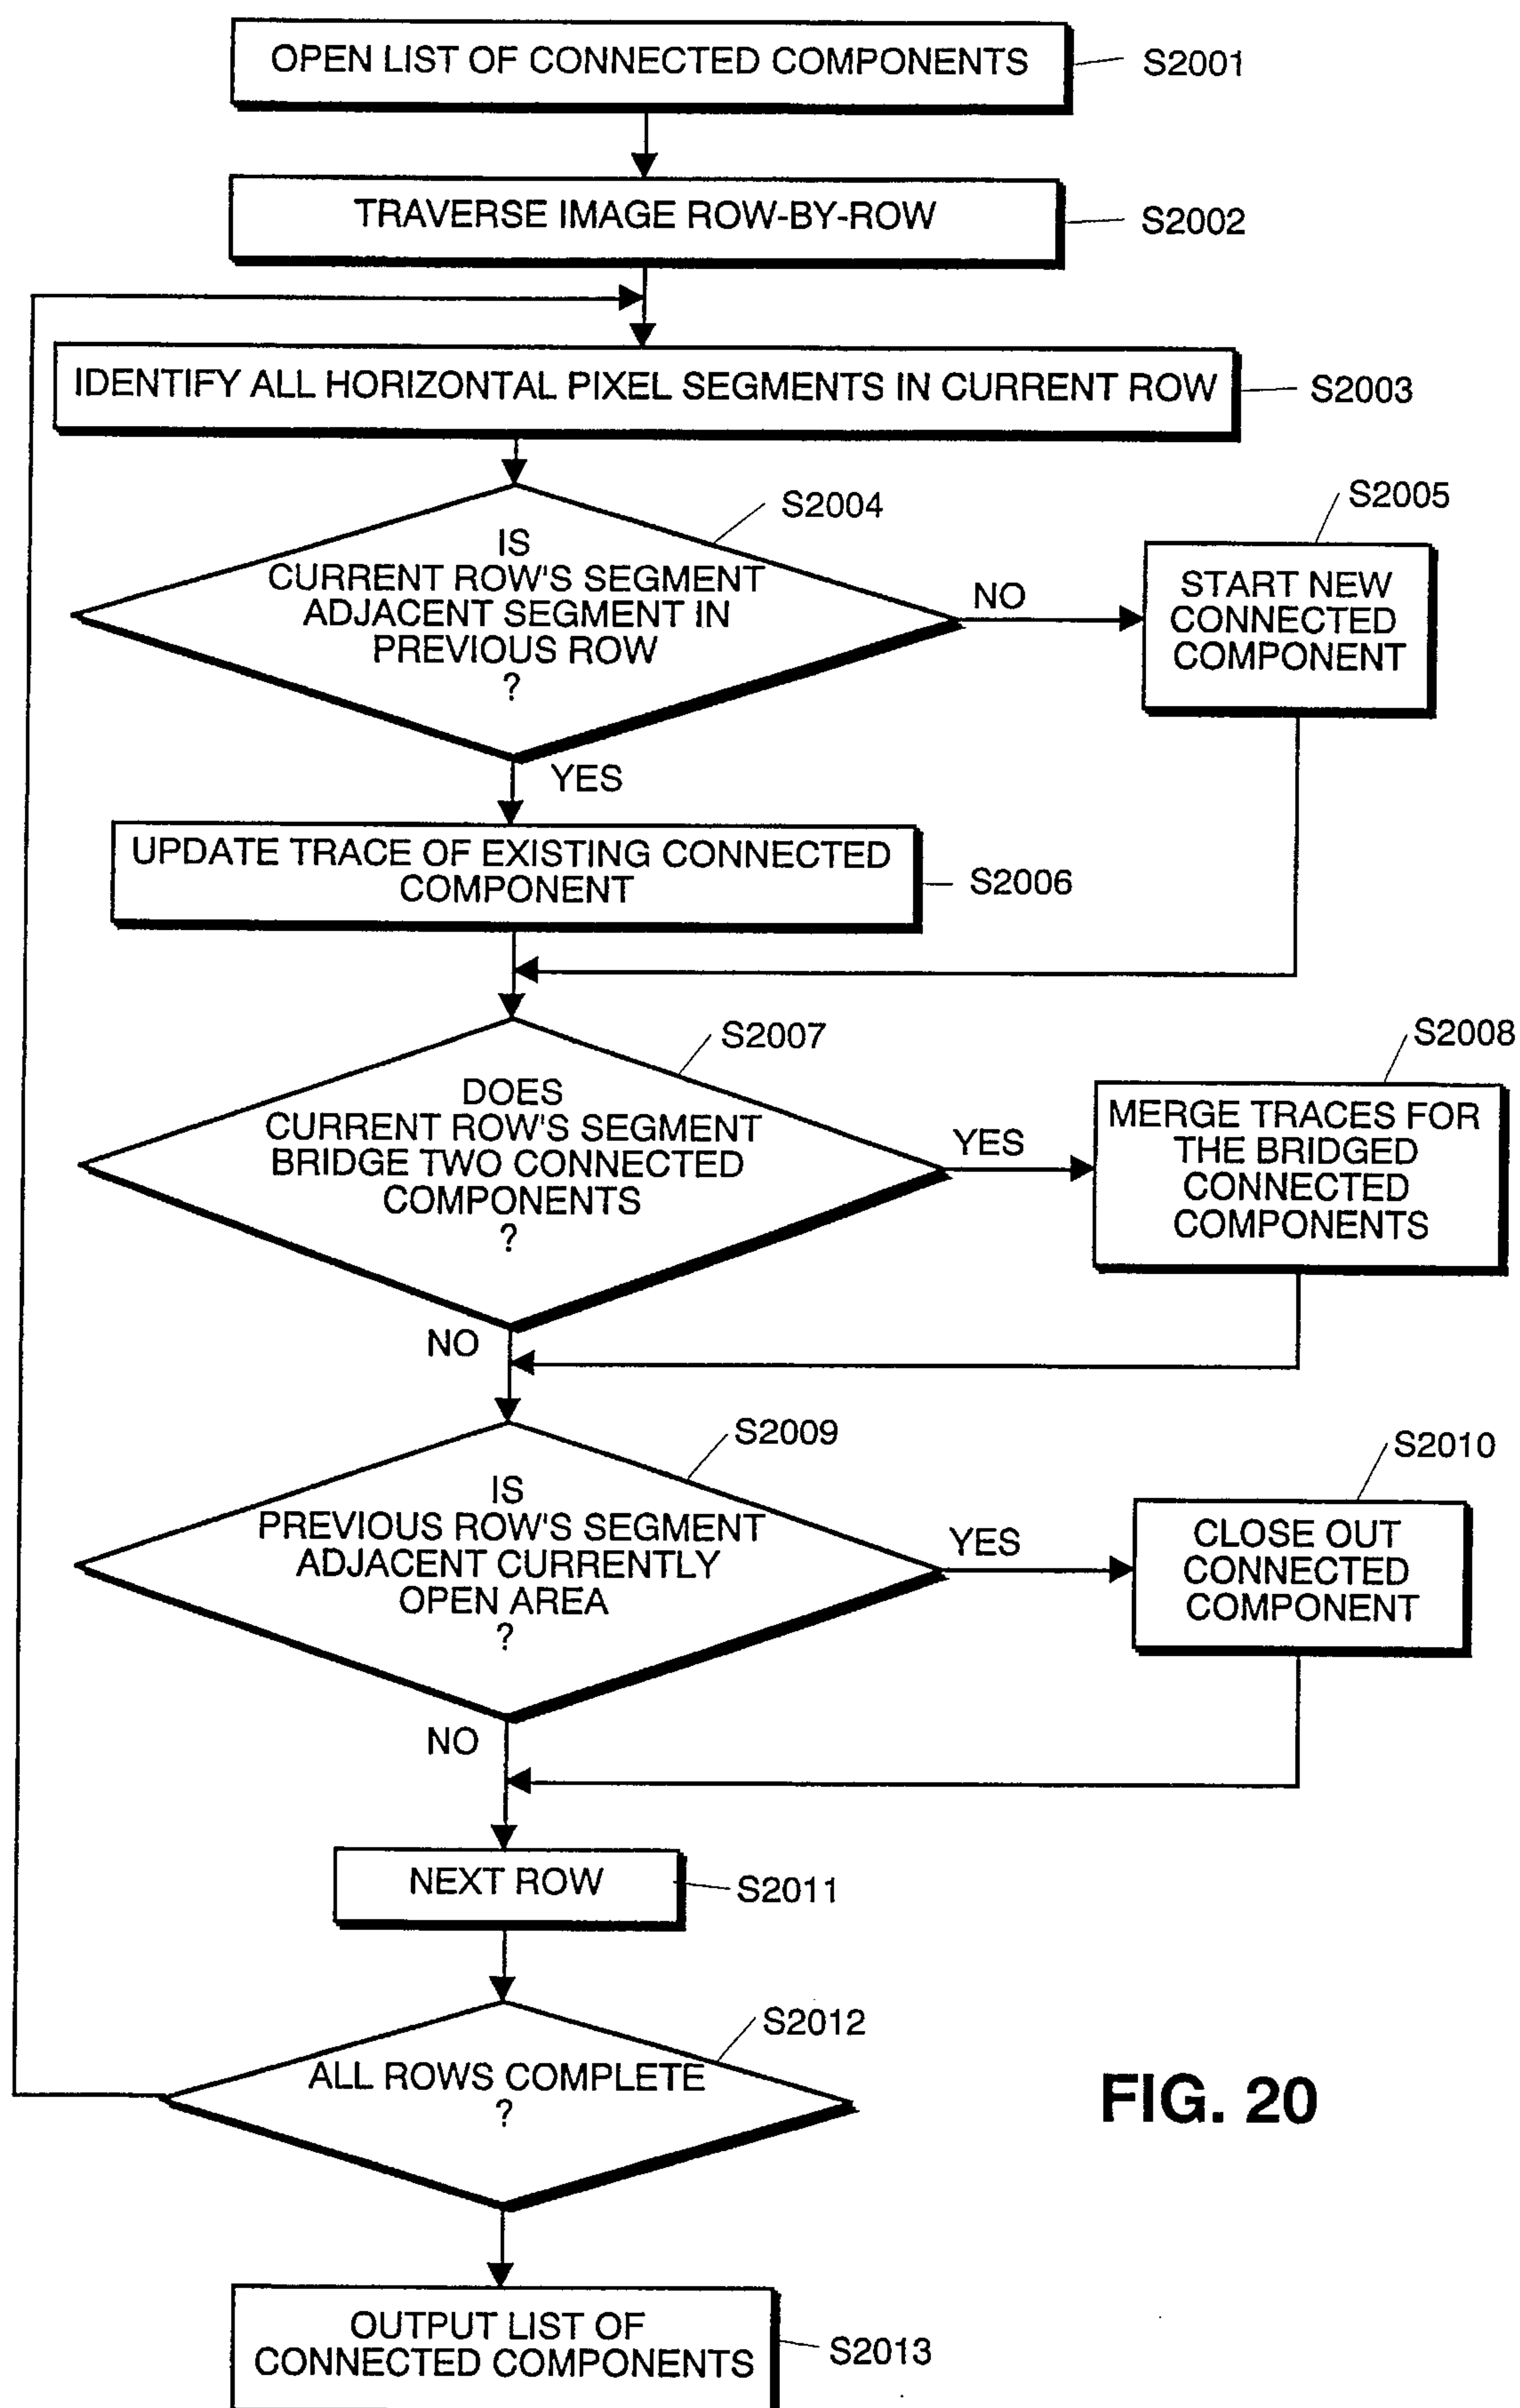 OPEN LIST OF CONNECTED COMPONENTS
S2001
TRAVERSE IMAGE ROW-BY-ROW
S2002
IDENTIFY ALL HORIZONTAL PIXEL SEGMENTS IN CURRENT ROW
S2003
S2004
IS
CURRENT ROW'S SEGMENT
ADJACENT SEGMENT IN
PREVIOUS ROW
?
NO
S2005
START NEW
CONNECTED
COMPONENT
YES
UPDATE TRACE OF EXISTING CONNECTED
COMPONENT
S2006
S2007
DOES
CURRENT ROW'S SEGMENT
BRIDGE TWO CONNECTED
COMPONENTS
?
YES
S2008
MERGE TRACES FOR
THE BRIDGED
CONNECTED
COMPONENTS
NO
S2009
IS
PREVIOUS ROW'S SEGMENT
ADJACENT CURRENTLY
OPEN AREA
?
YES
S2010
CLOSE OUT
CONNECTED
COMPONENT
NO
NEXT ROW
S2011
S2012
ALL ROWS COMPLETE
?
FIG. 20
OUTPUT LIST OF
CONNECTED COMPONENTS
S2013